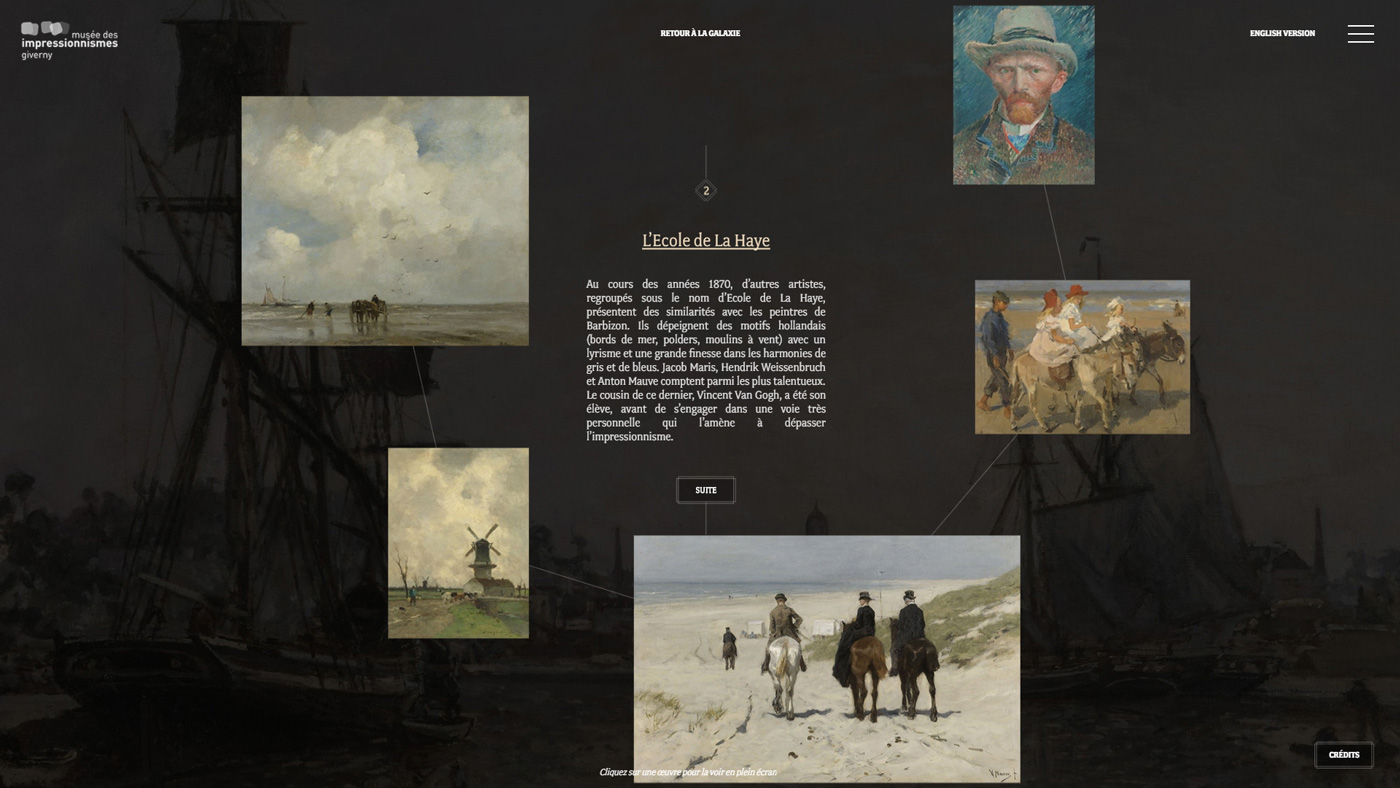 musée des
impressionnismes
giverny
RETOUR À LA GALAXIE
ENGLISH VERSION
2
L'Ecole de La Haye
Au cours des années 1870, d'autres artistes,
regroupés sous le nom d'Ecole de La Haye,
présentent des similarités avec les peintres de
Barbizon. Ils dépeignent des motifs hollandais
(bords de mer, polders, moulins à vent) avec un
lyrisme et une grande finesse dans les harmonies de
gris et de bleus. Jacob Maris, Hendrik Weissenbruch
et Anton Mauve comptent parmi les plus talentueux.
Le cousin de ce dernier, Vincent Van Gogh, a été son
élève, avant de s'engager dans une voie très
personnelle qui l'amène à dépasser
l'impressionnisme.
SUITE
CRÉDITS
Cliquez sur une œuvre pour la voir en plein écran